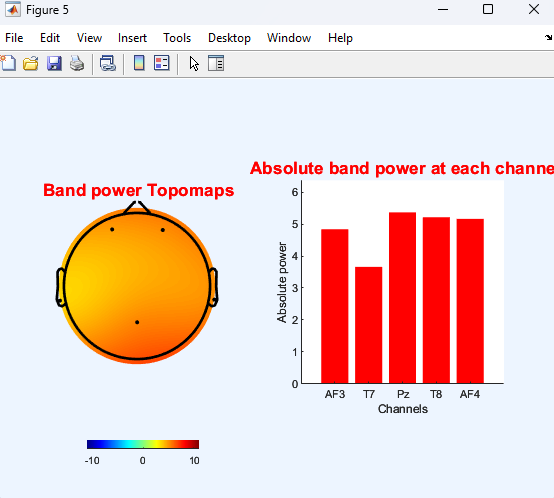 Figure 5
File Edit View Insert Tools Desktop Window Help
Band power Topomaps
-10 0 10
Absolute band power at each channe
6
5
4
3
2
1
0
Absolute power
AF3 T7 Pz T8 AF4
Channels